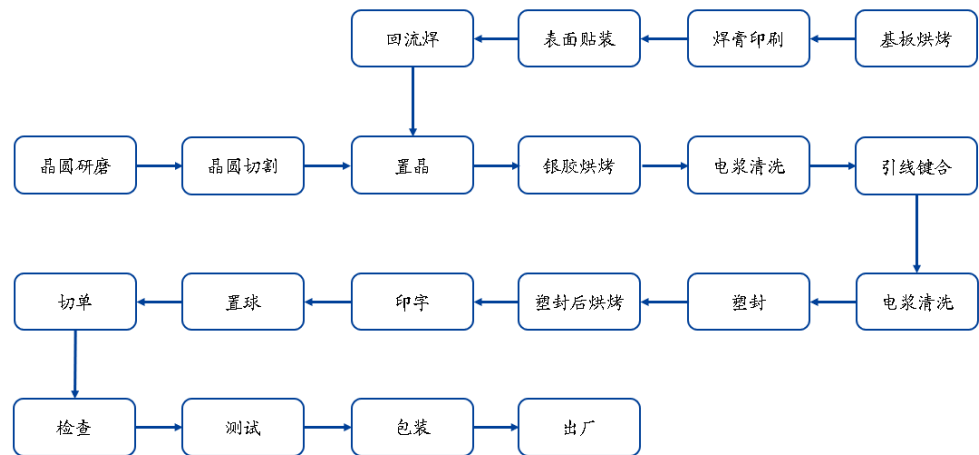 回流焊
表面贴装
焊膏印刷
基板烘烤
晶圆研磨
晶圆切割
置晶
银胶烘烤
电浆清洗
引线键合
切单
置球
印字
塑封后烘烤
塑封
电浆清洗
检查
测试
包装
出厂